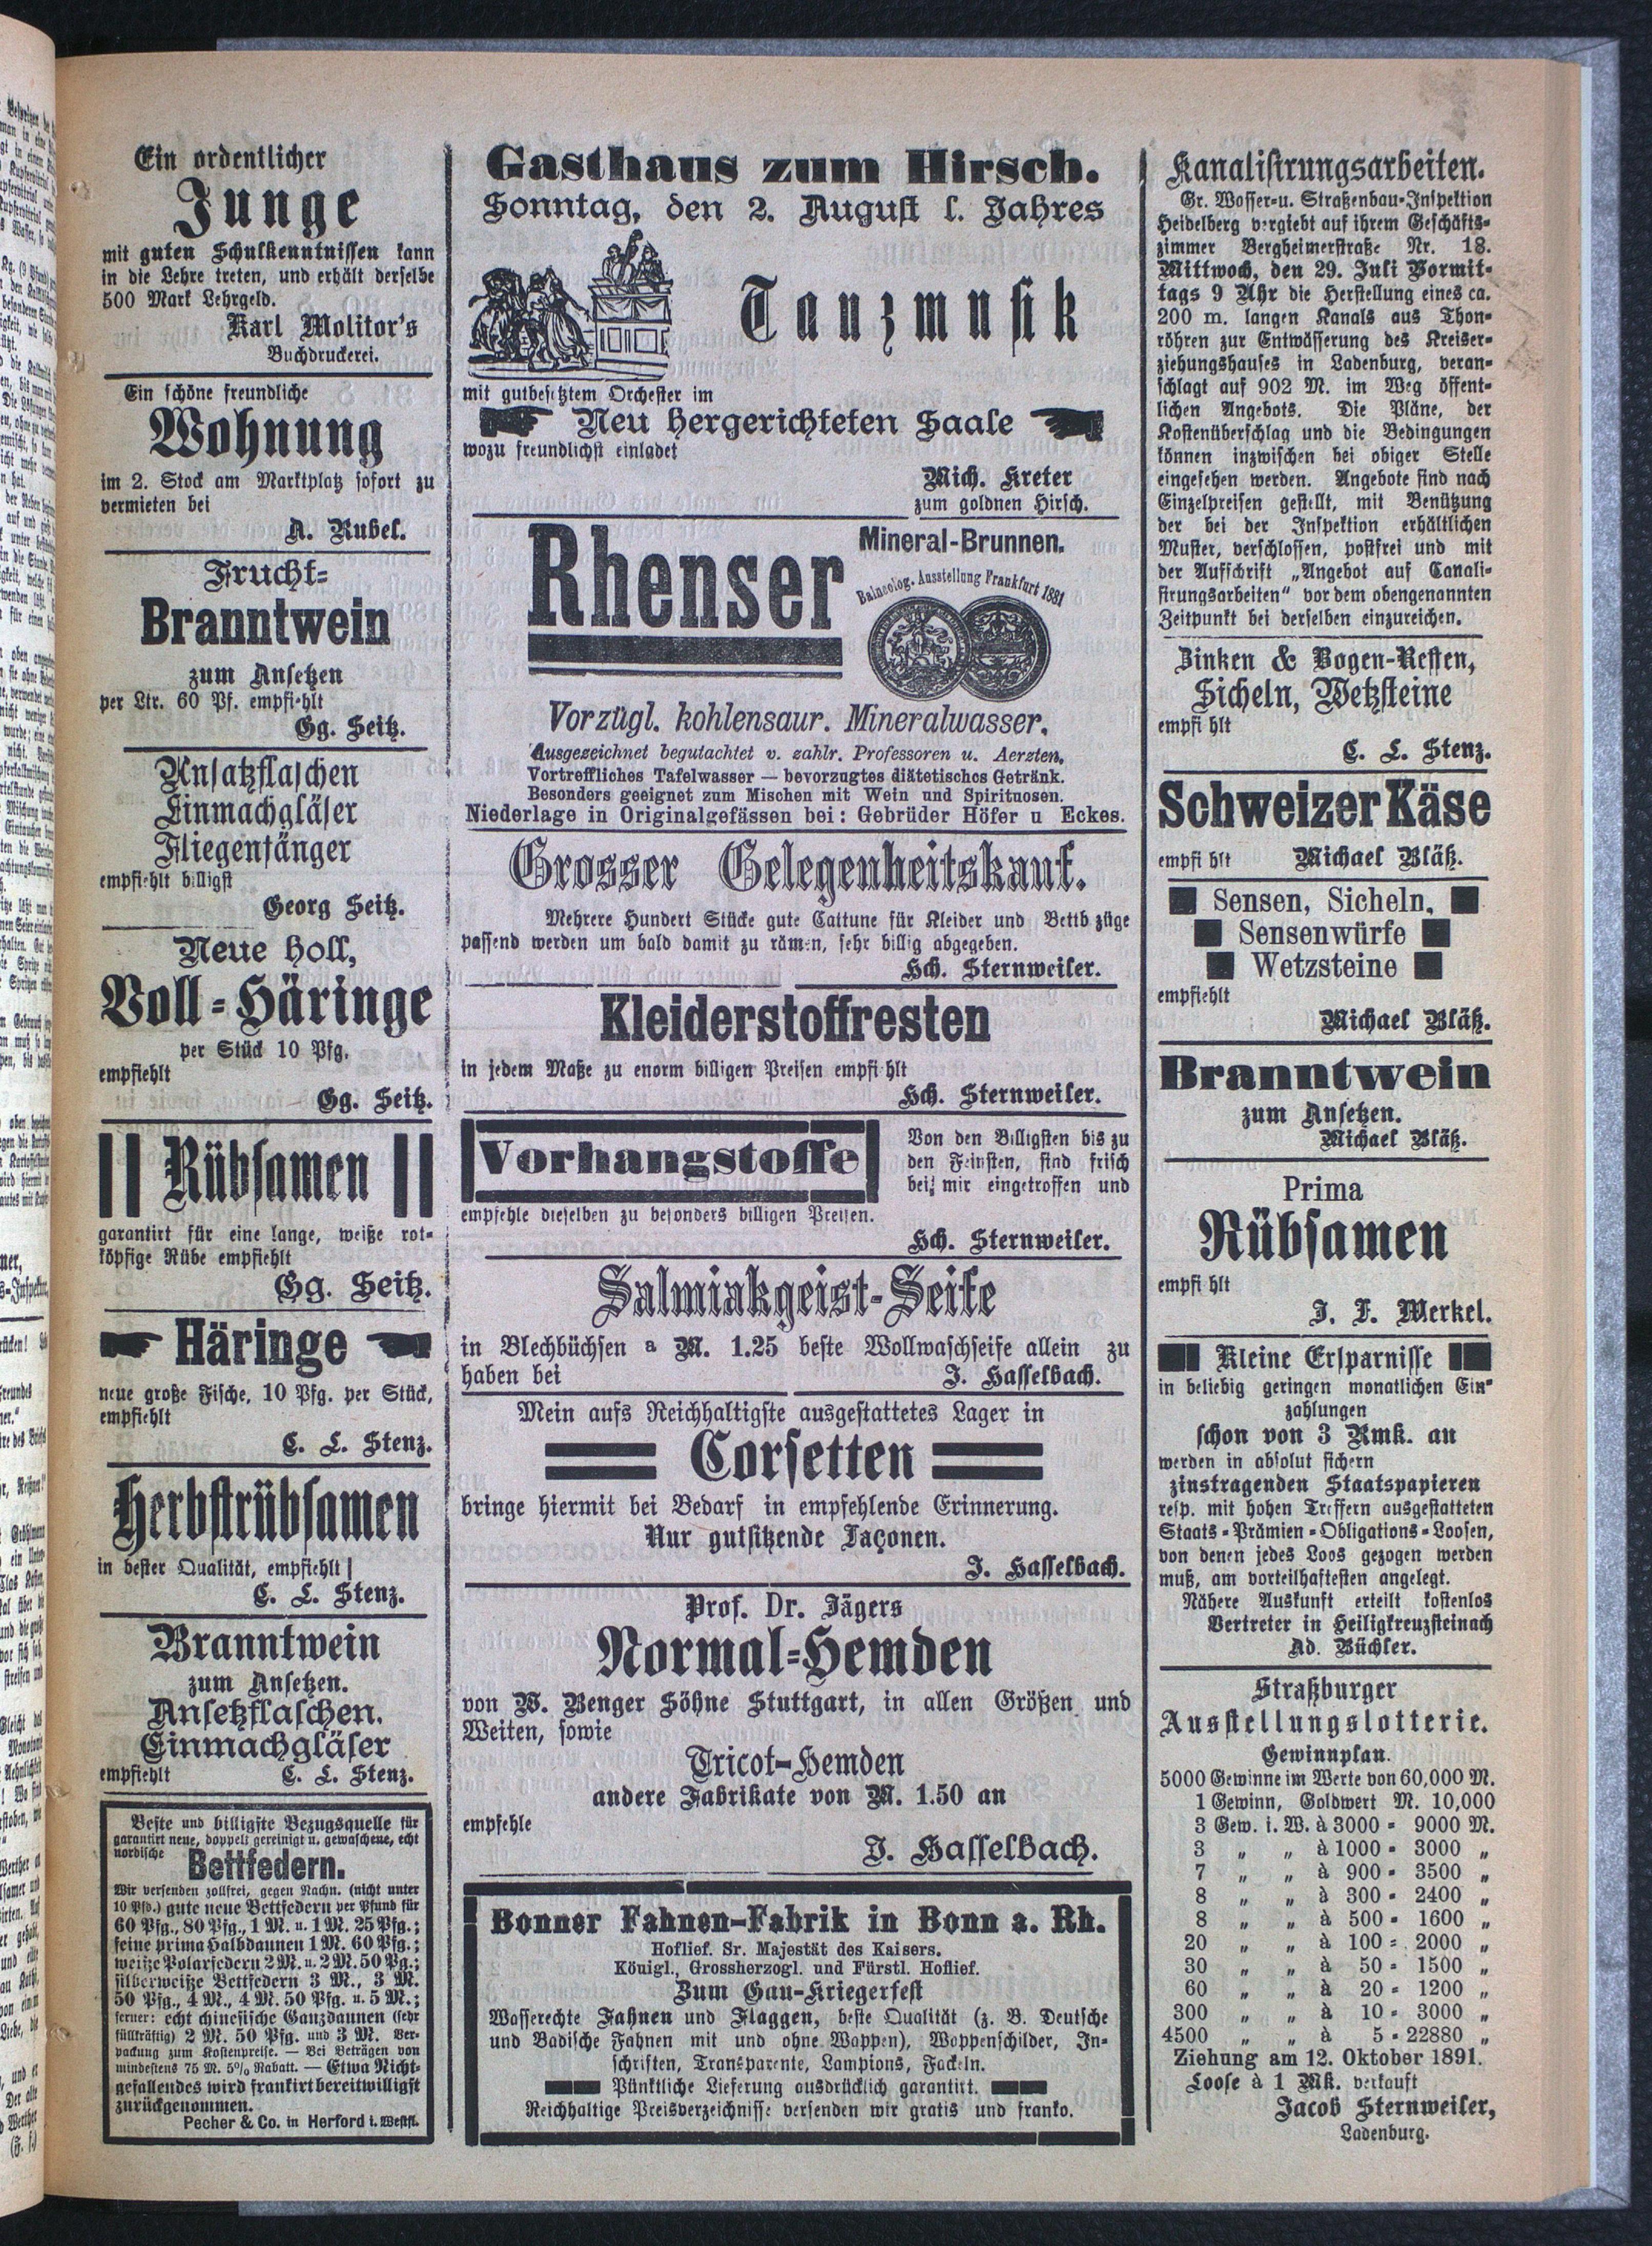 Ein ordentlicher
Junge
mit guten Schulkenntnissen kann
in die Lehre treten, und erhält derselbe
500 Mark Lehrgeld.
Karl Molitor's
Buchdruckerei.
Ein schöne freundliche
Wohnung
im 2. Stock am Marktplatz sofort zu
vermieten bei
A. Rubel.
Frucht-
Branntwein
zum Ansetzen
per Ltr. 60 Pf. empfiehlt
Gg. Seitz.
Ansatzflaschen
Einmachgläser
Fliegenfänger
empfiehlt billigst
Georg Seitz.
Neue holl,
Voll-Häringe
per Stück 10 Pfg.
empfiehlt
Gg. Seitz.
Rübsamen
garantirt für eine lange, weiße rot-
köpfige Rübe empfiehlt
Gg. Seitz.
Häringe
neue große Fische, 10 Pfg. per Stück,
empfiehlt
C. L. Stenz.
Herbstrübsamen
in bester Qualität, empfiehlt
C. L. Stenz.
Branntwein
zum Ansetzen.
Ansetzflaschen.
Einmachgläser
empfiehlt C. L. Stenz.
Beste und billigste Bezugsquelle für
garantirt neue, doppelt gereinigt u. gewaschene, echt
nordische
Bettfedern.
Wir versenden zollfrei, gegen Nachn. (nicht unter
10 Pfd.) gute neue Bettfedern per Pfund für
60 Pfg., 80 Pfg., 1 M. u. 1 M. 25 Pfg.;
feine prima Halbdaunen 1 M. 60 Pfg.;
weiße Polarfedern 2 M. u. 2 M. 50 Pg.;
silberweiße Bettfedern 3 M., 3 M.
50 Pfg., 4 M., 4 M. 50 Pfg. u. 5 M.;
ferner: echt chinesische Ganzdaunen (sehr
füllkräftig) 2 M. 50 Pfg. und 3 M. Ver-
packung zum Kostenpreise. — Bei Beträgen von
mindestens 75 M. 5% Rabatt. — Etwa Nicht-
gefallendes wird frankirt bereitwilligst
zurückgenommen.
Pecher & Co. in Herford i. Westf.
Gasthaus zum Hirsch.
Sonntag, den 2. August l. Jahres
Tanzmusik
mit gutbesetztem Orchester im
Neu hergerichteten Saale
wozu freundlichst einladet
Mich. Kreter
zum goldnen Hirsch.
Rhenser
Mineral-Brunnen.
Balneolog. Ausstellung Frankfurt 1881
Vorzügl. kohlensaur. Mineralwasser.
Ausgezeichnet begutachtet v. zahlr. Professoren u. Aerzten.
Vortreffliches Tafelwasser — bevorzugtes diätetisches Getränk.
Besonders geeignet zum Mischen mit Wein und Spirituosen.
Niederlage in Originalgefässen bei: Gebrüder Höfer u Eckes.
Grosser Gelegenheitskauf.
Mehrere Hundert Stücke gute Cattune für Kleider und Bettb züge
passend werden um bald damit zu rämen, sehr billig abgegeben.
Hch. Sternweiler.
Kleiderstoffresten
in jedem Maße zu enorm billigen Preisen empfi hlt
Hch. Sternweiler.
Vorhangstoffe
Von den Billigsten bis zu
den Feinsten, sind frisch
bei mir eingetroffen und
empfehle dieselben zu besonders billigen Preisen.
Hch. Sternweiler.
Salmiakgeist-Seife
in Blechbüchsen a M. 1.25 beste Wollwaschseife allein zu
haben bei J. Hasselbach.
Mein aufs Reichhaltigste ausgestattetes Lager in
Corsetten
bringe hiermit bei Bedarf in empfehlende Erinnerung.
Nur gutsitzende Façonen.
J. Hasselbach.
Prof. Dr. Jägers
Normal-Hemden
von W. Benger Söhne Stuttgart, in allen Größen und
Weiten, sowie
Tricot-Hemden
andere Fabrikate von M. 1.50 an
empfehle
J. Hasselbach.
Bonner Fahnen-Fabrik in Bonn a. Rh.
Hoflief. Sr. Majestät des Kaisers.
Königl., Grossherzogl. und Fürstl. Hoflief.
Zum Gau-Kriegerfest
Wasserechte Fahnen und Flaggen, beste Qualität (z. B. Deutsche
und Badische Fahnen mit und ohne Wappen), Wappenschilder, In-
schriften, Transparente, Lampions, Fackeln.
Pünktliche Lieferung ausdrücklich garantirt.
Reichhaltige Preisverzeichnisse versenden wir gratis und franko.
Kanalisirungsarbeiten.
Gr. Wasser-u. Straßenbau-Inspektion
Heidelberg vergiebt auf ihrem Geschäfts-
zimmer Bergheimerstraße Nr. 18.
Mittwoch, den 29. Juli Vormit-
tags 9 Uhr die Herstellung eines ca.
200 m. langen Kanals aus Thon-
röhren zur Entwässerung des Kreiser-
ziehungshauses in Ladenburg, veran-
schlagt auf 902 M. im Weg öffent-
lichen Angebots. Die Pläne, der
Kostenüberschlag und die Bedingungen
können inzwischen bei obiger Stelle
eingesehen werden. Angebote sind nach
Einzelpreisen gestellt, mit Benützung
der bei der Inspektion erhältlichen
Muster, verschlossen, postfrei und mit
der Aufschrift „Angebot auf Canali-
sirungsarbeiten“ vor dem obengenannten
Zeitpunkt bei derselben einzureichen.
Zinken & Bogen-Resten,
Sicheln, Wetzsteine
empfi hlt
C. L. Stenz.
Schweizer Käse
empfi hlt Michael Bläß.
Sensen, Sicheln,
Sensenwürfe
Wetzsteine
empfiehlt
Michael Bläß.
Branntwein
zum Ansetzen.
Michael Bläß.
Prima
Rübsamen
empfi hlt
J. F. Merkel.
Kleine Ersparnisse
in beliebig geringen monatlichen Ein-
zahlungen
schon von 3 Rmk. an
werden in absolut sichern
zinstragenden Staatspapieren
resp. mit hohen Treffern ausgestatteten
Staats-Prämien-Obligations-Loosen,
von denen jedes Loos gezogen werden
muß, am vorteilhaftesten angelegt.
Nähere Auskunft erteilt kostenlos
Vertreter in Heiligkreuzsteinach
Ad. Büchler.
Straßburger
Ausstellungslotterie.
Gewinnplan.
5000 Gewinne im Werte von 60,000 M.
1 Gewinn, Goldwert M. 10,000
3 Gew. i. W. à 3000 = 9000 M.
3 „ „ à 1000 = 3000 „
7 „ „ à 900 = 3500 „
8 „ „ à 300 = 2400 „
8 „ „ à 500 = 1600 „
20 „ „ à 100 = 2000 „
30 „ „ à 50 = 1500 „
60 „ „ à 20 = 1200 „
300 „ „ à 10 = 3000 „
4500 „ „ à 5 = 22880 „
Ziehung am 12. Oktober 1891.
Loose à 1 Mk. verkauft
Jacob Sternweiler,
Ladenburg.